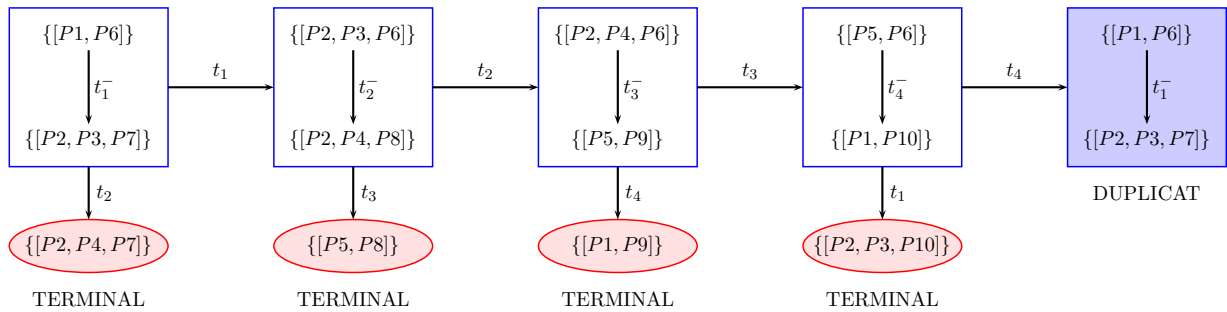 {[P1, P6]} {[P2, P3, P6]} {[P2, P4, P6]} {[P5, P6]} {[P1, P6]}
t₁ t₂ t₃ t₄
t₁⁻ t₂⁻ t₃⁻ t₄⁻ t₁⁻
{[P2, P3, P7]} {[P2, P4, P8]} {[P5, P9]} {[P1, P10]} {[P2, P3, P7]}
t₂ t₃ t₄ t₁ DUPLICAT
{[P2, P4, P7]} {[P5, P8]} {[P1, P9]} {[P2, P3, P10]}
TERMINAL TERMINAL TERMINAL TERMINAL